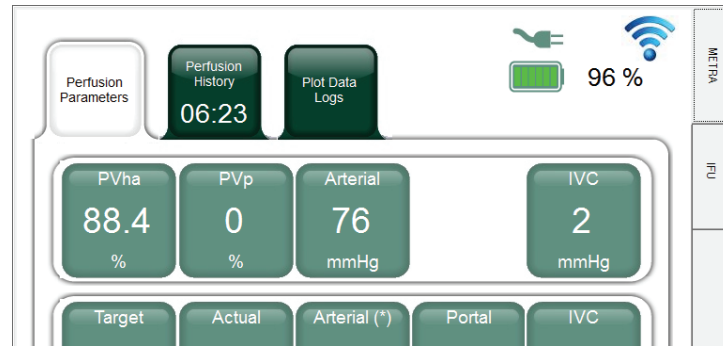 96 %
Perfusion
Parameters
Perfusion
History
06:23
Plot Data
Logs
METRA
IFU
PVha
88.4
%
PVp
0
%
Arterial
76
mmHg
IVC
2
mmHg
Target
Actual
Arterial (*)
Portal
IVC